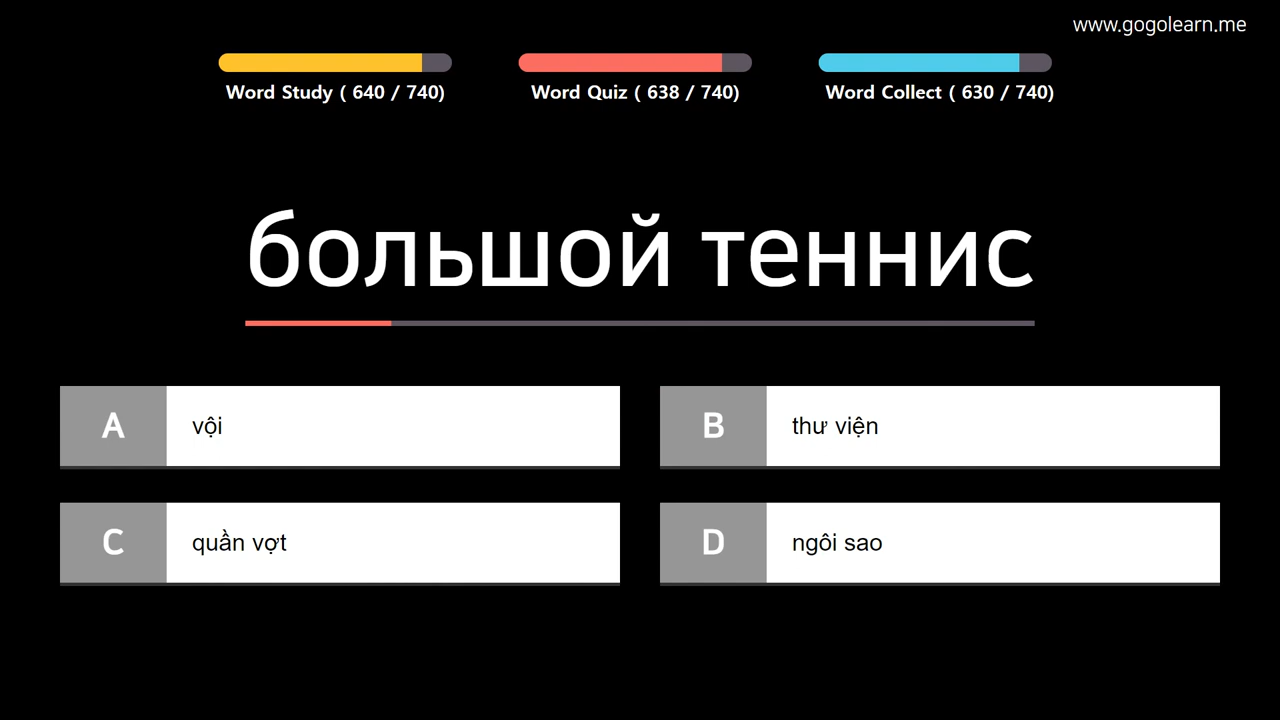 www.gogolearn.me
Word Study ( 640 / 740)
Word Quiz ( 638 / 740)
Word Collect ( 630 / 740)
большой теннис
A
vội
B
thư viện
C
quần vợt
D
ngôi sao